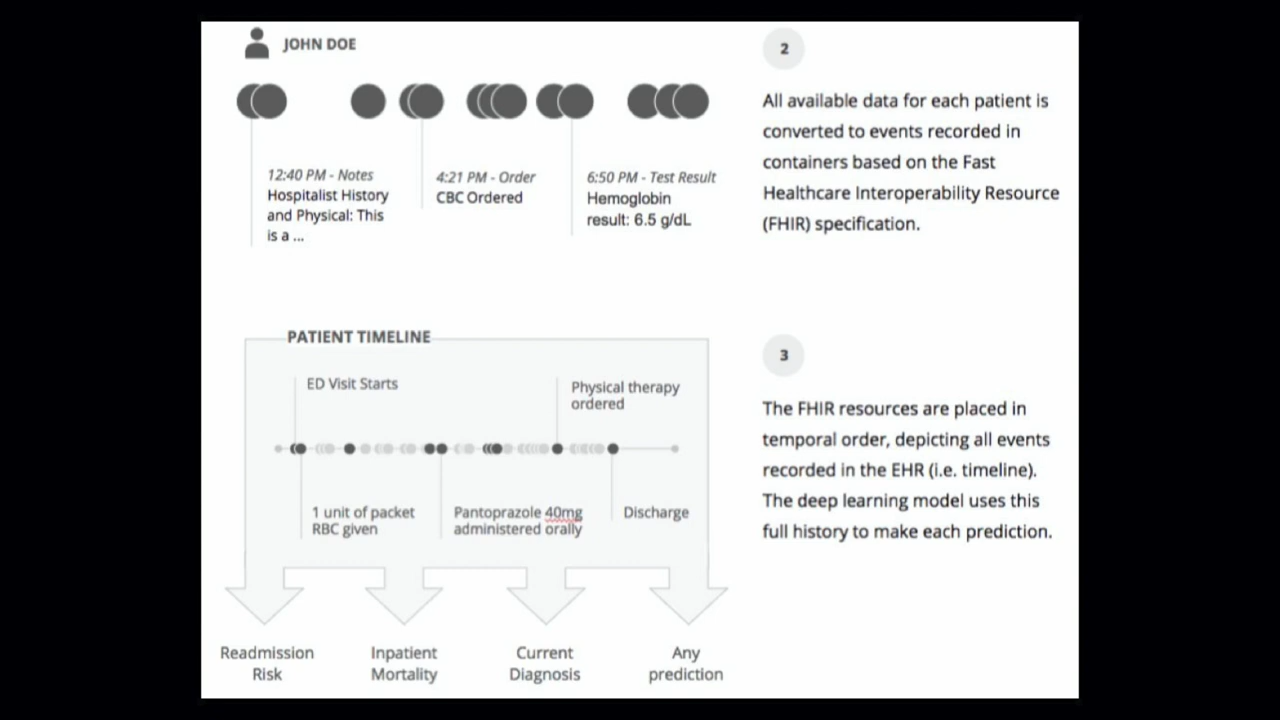 JOHN DOE
2
All available data for each patient is
converted to events recorded in
containers based on the Fast
Healthcare Interoperability Resource
(FHIR) specification.
12:40 PM - Notes
Hospitalist History
and Physical: This
is a ...
4:21 PM - Order
CBC Ordered
6:50 PM - Test Result
Hemoglobin
result: 6.5 g/dL
PATIENT TIMELINE
ED Visit Starts
Physical therapy
ordered
1 unit of packet
RBC given
Pantoprazole 40mg
administered orally
Discharge
3
The FHIR resources are placed in
temporal order, depicting all events
recorded in the EHR (i.e. timeline).
The deep learning model uses this
full history to make each prediction.
Readmission
Risk
Inpatient
Mortality
Current
Diagnosis
Any
prediction